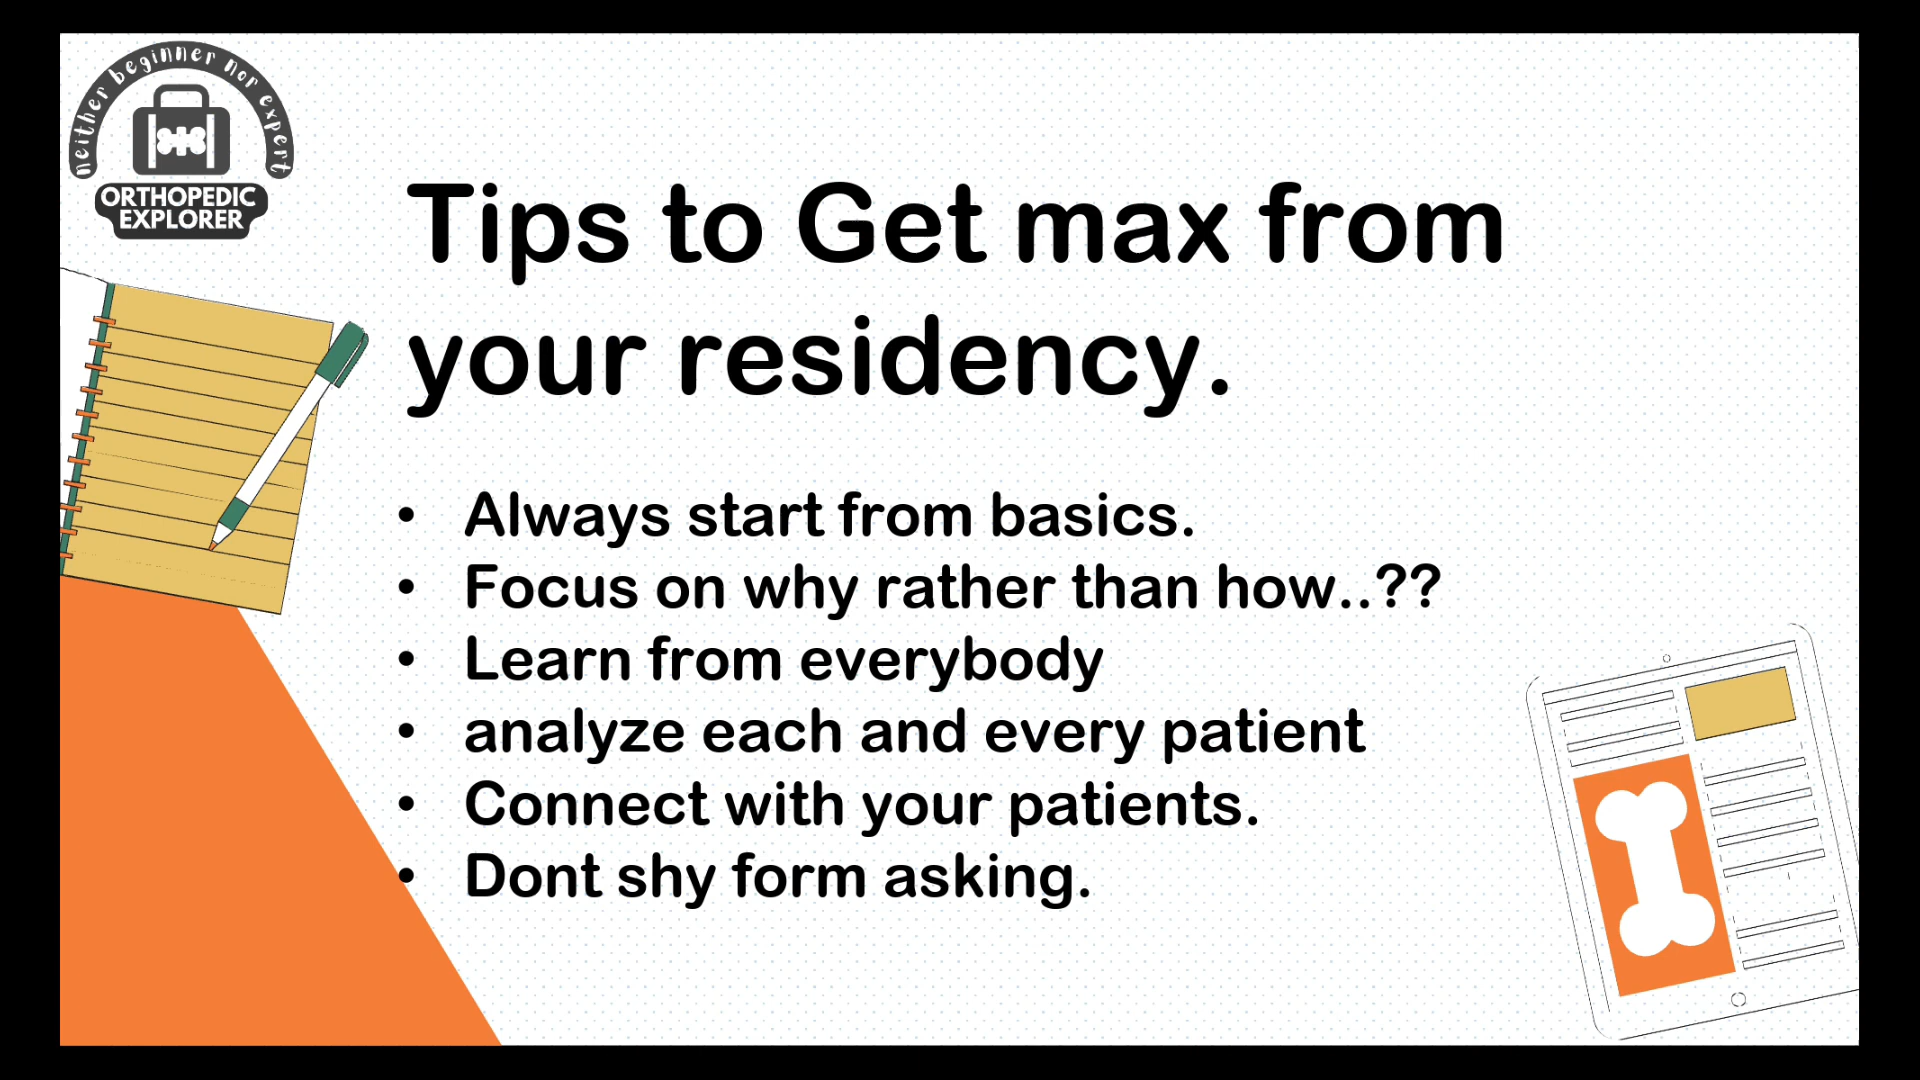 neither beginner nor expert
ORTHOPEDIC
EXPLORER
Tips to Get max from
your residency.
• Always start from basics.
• Focus on why rather than how..??
• Learn from everybody
• analyze each and every patient
• Connect with your patients.
• Dont shy form asking.